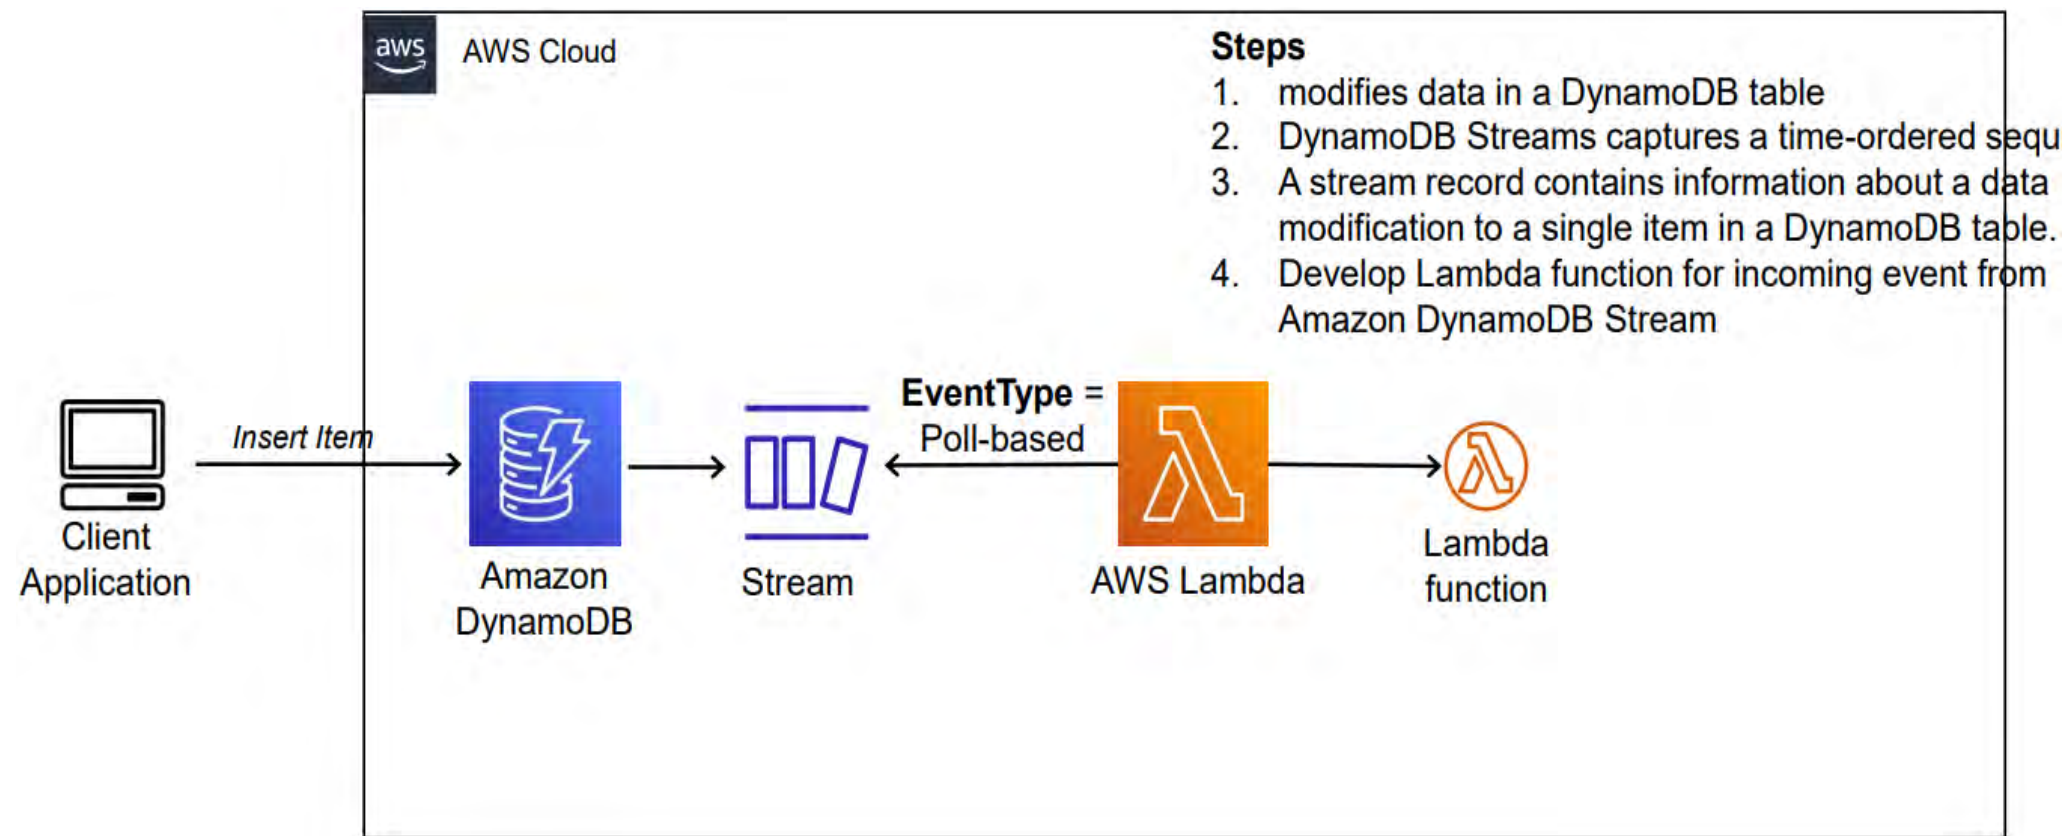 aws
AWS Cloud
Steps
1. modifies data in a DynamoDB table
2. DynamoDB Streams captures a time-ordered sequ
3. A stream record contains information about a data
modification to a single item in a DynamoDB table.
4. Develop Lambda function for incoming event from
Amazon DynamoDB Stream
Insert Item
EventType =
Poll-based
Client
Application
Amazon
DynamoDB
Stream
AWS Lambda
Lambda
function